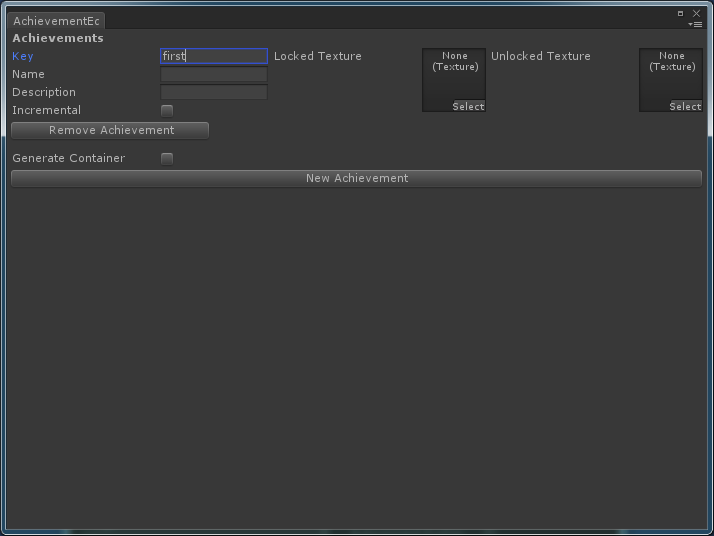 AchievementEc
Achievements
Key first Locked Texture None (Texture) Select Unlocked Texture None (Texture) Select
Name
Description
Incremental
Remove Achievement
Generate Container
New Achievement